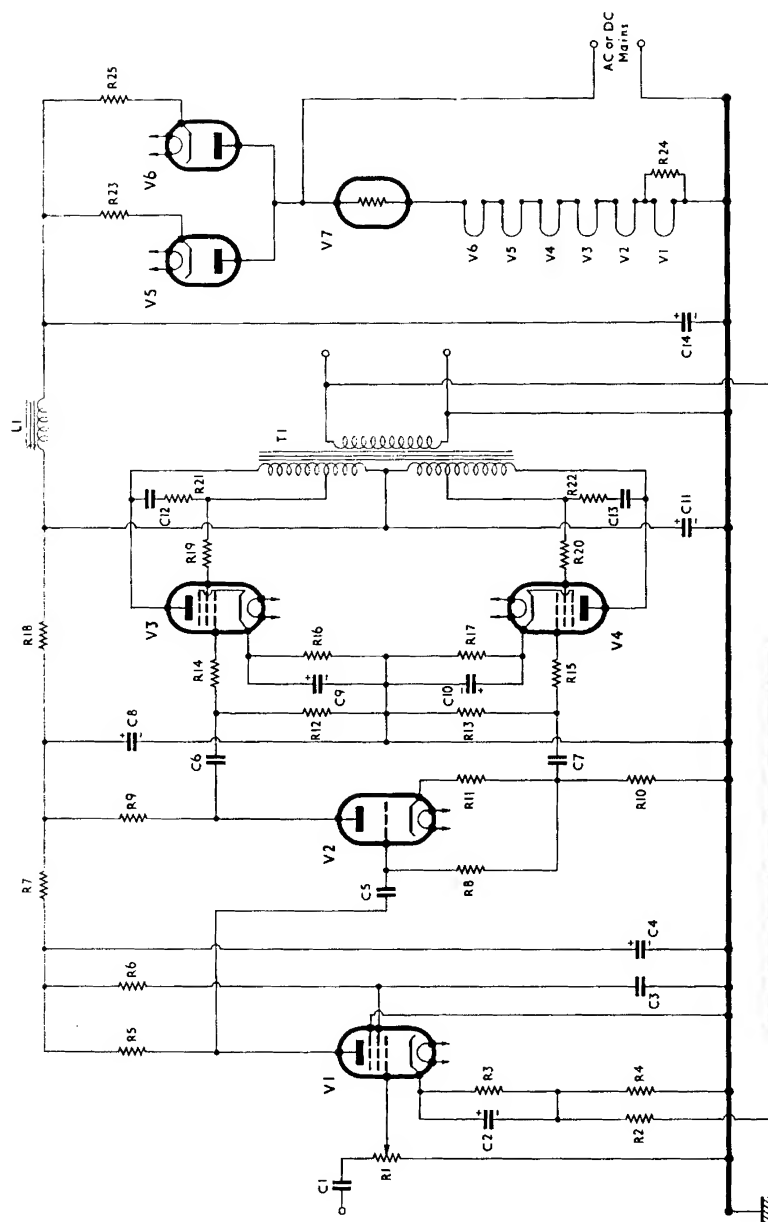 L1
R7
R18
R5
R6
R9
C8
R23
R25
V3
C12
R21
V5
V6
R14
R19
C6
T1
C1
V1
C5
V2
R12
C9
R16
V7
R1
R8
R11
R13
C10
R17
V6
V5
V4
V3
V2
V1
C2
R3
C7
R15
R20
R22
C13
V4
AC or DC
Mains
R2
R4
C3
C4
R10
C11
C14
R24